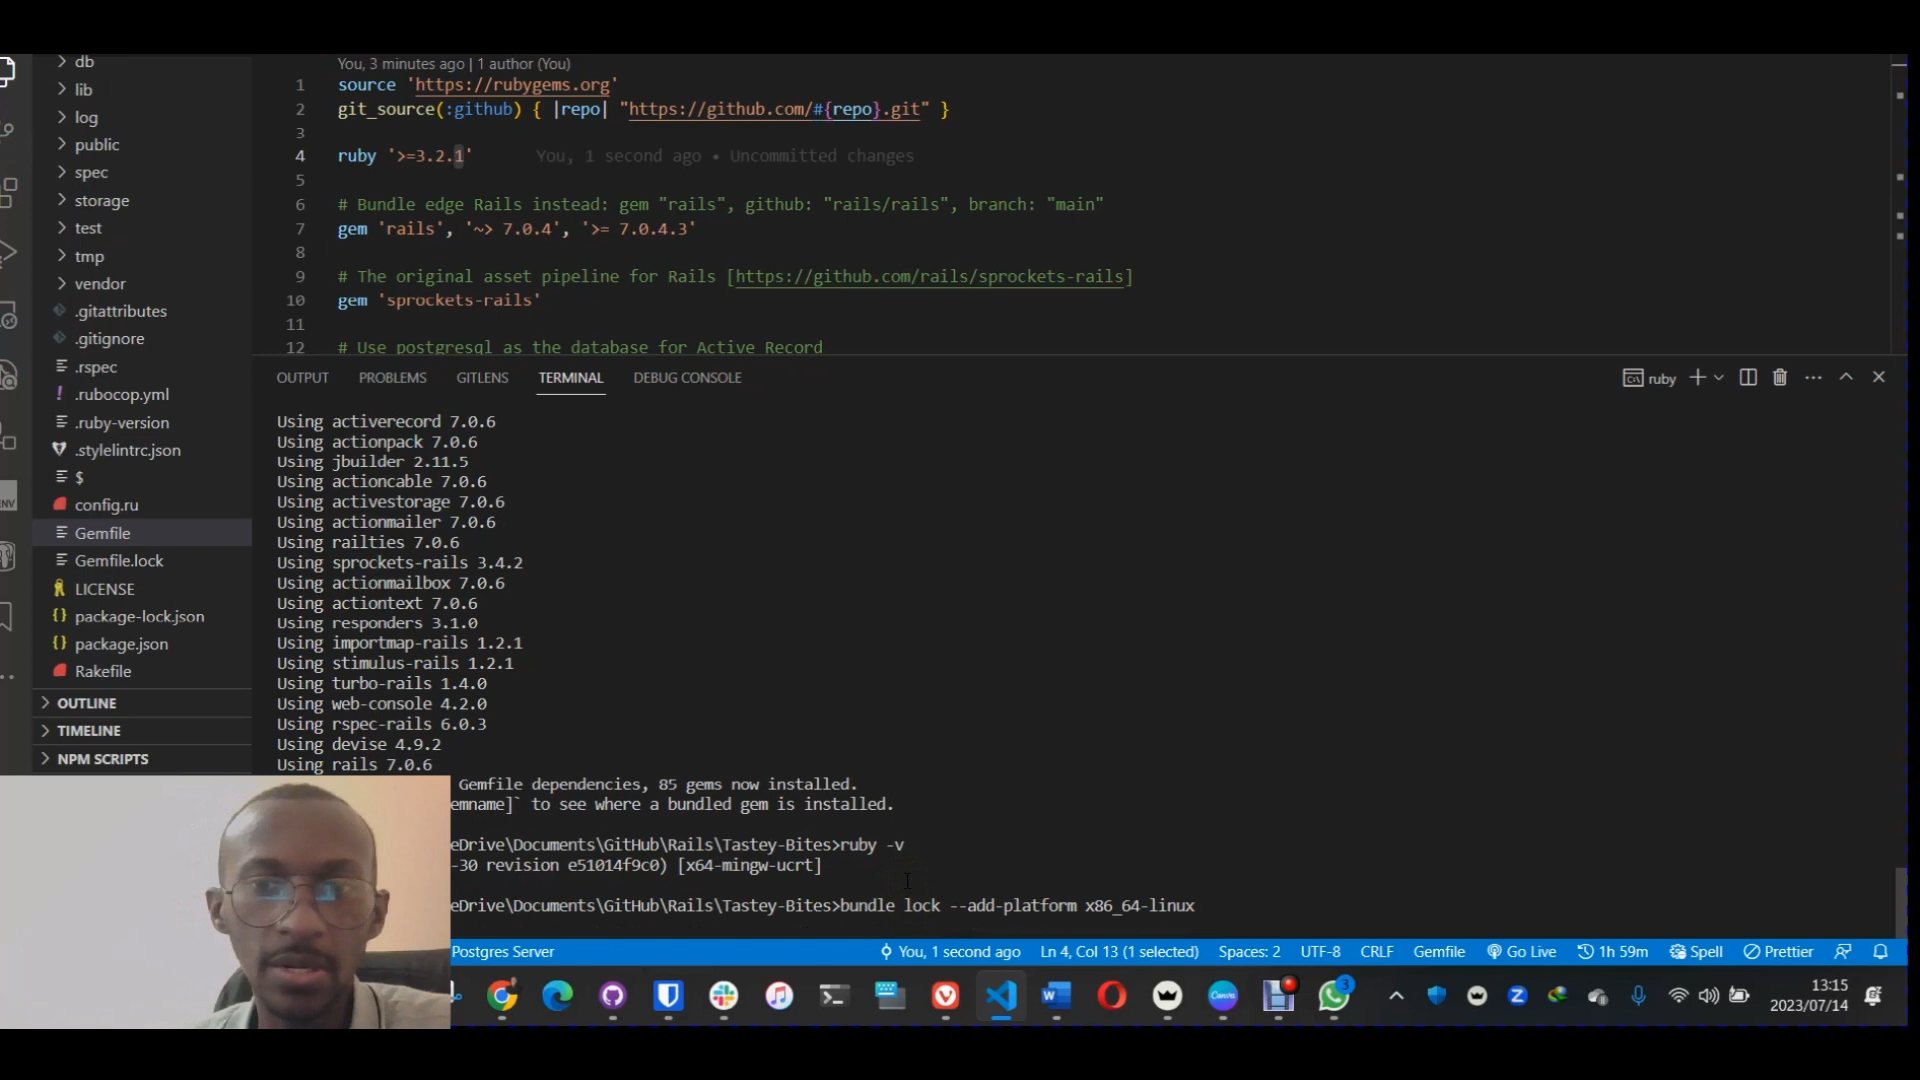 db
lib
log
public
spec
storage
test
tmp
vendor
.gitattributes
.gitignore
.rspec
.rubocop.yml
.ruby-version
.stylelintrc.json
$
config.ru
Gemfile
Gemfile.lock
LICENSE
package-lock.json
package.json
Rakefile
OUTLINE
TIMELINE
NPM SCRIPTS
You, 3 minutes ago | 1 author (You)
1 source 'https://rubygems.org'
2 git_source(:github) { |repo| "https://github.com/#{repo}.git" }
3
4 ruby '>=3.2.1' You, 1 second ago • Uncommitted changes
5
6 # Bundle edge Rails instead: gem "rails", github: "rails/rails", branch: "main"
7 gem 'rails', '~> 7.0.4', '>= 7.0.4.3'
8
9 # The original asset pipeline for Rails [https://github.com/rails/sprockets-rails]
10 gem 'sprockets-rails'
11
12 # Use postgresql as the database for Active Record
OUTPUT PROBLEMS GITLENS TERMINAL DEBUG CONSOLE
ruby
Using activerecord 7.0.6
Using actionpack 7.0.6
Using jbuilder 2.11.5
Using actioncable 7.0.6
Using activestorage 7.0.6
Using actionmailer 7.0.6
Using railties 7.0.6
Using sprockets-rails 3.4.2
Using actionmailbox 7.0.6
Using actiontext 7.0.6
Using responders 3.1.0
Using importmap-rails 1.2.1
Using stimulus-rails 1.2.1
Using turbo-rails 1.4.0
Using web-console 4.2.0
Using rspec-rails 6.0.3
Using devise 4.9.2
Using rails 7.0.6
Gemfile dependencies, 85 gems now installed.
emname]` to see where a bundled gem is installed.
eDrive\Documents\GitHub\Rails\Tastey-Bites>ruby -v
-30 revision e51014f9c0) [x64-mingw-ucrt]
eDrive\Documents\GitHub\Rails\Tastey-Bites>bundle lock --add-platform x86_64-linux
Postgres Server You, 1 second ago Ln 4, Col 13 (1 selected) Spaces: 2 UTF-8 CRLF Gemfile Go Live 1h 59m Spell Prettier
13:15
2023/07/14